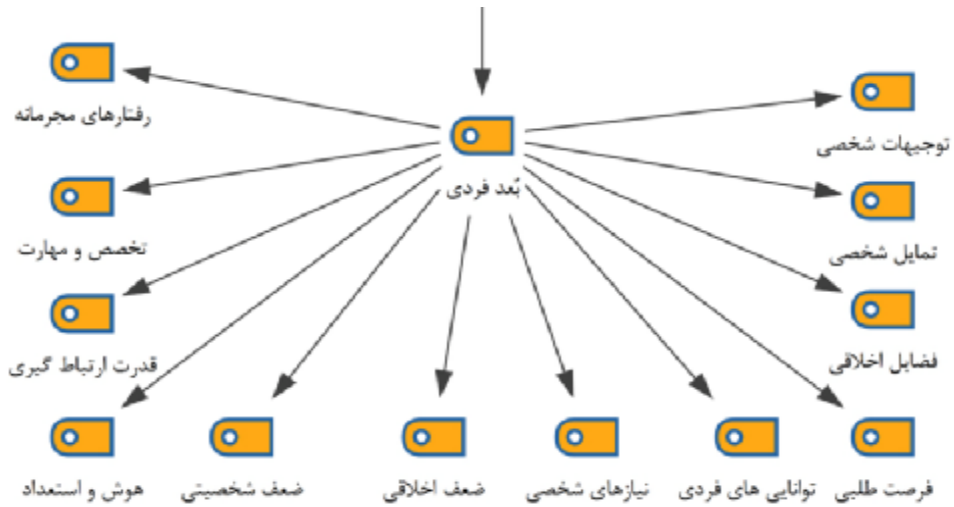 رفتارهای مجرمانه
توجیهات شخصی
بُعد فردی
تخصص و مهارت
تمایل شخصی
قدرت ارتباط گیری
فضایل اخلاقی
فرصت طلبی
توانایی های فردی
نیازهای شخصی
ضعف اخلاقی
ضعف شخصیتی
هوش و استعداد